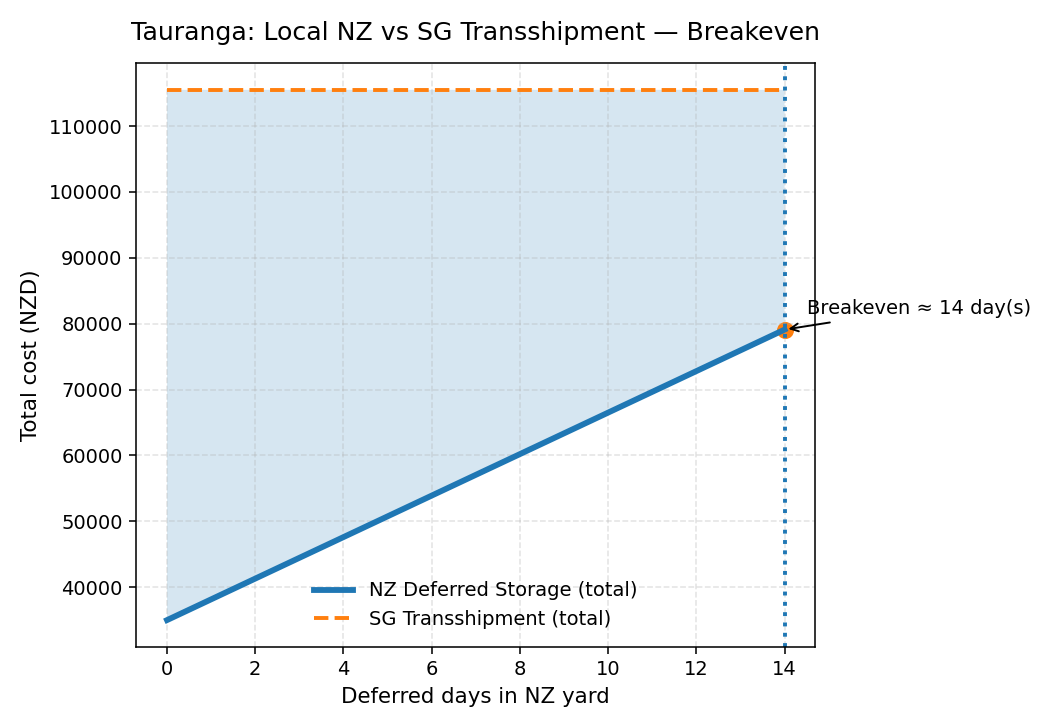 Tauranga: Local NZ vs SG Transshipment — Breakeven
Total cost (NZD)
110000
100000
90000
80000
70000
60000
50000
40000
Breakeven ≈ 14 day(s)
NZ Deferred Storage (total)
SG Transshipment (total)
0 2 4 6 8 10 12 14
Deferred days in NZ yard